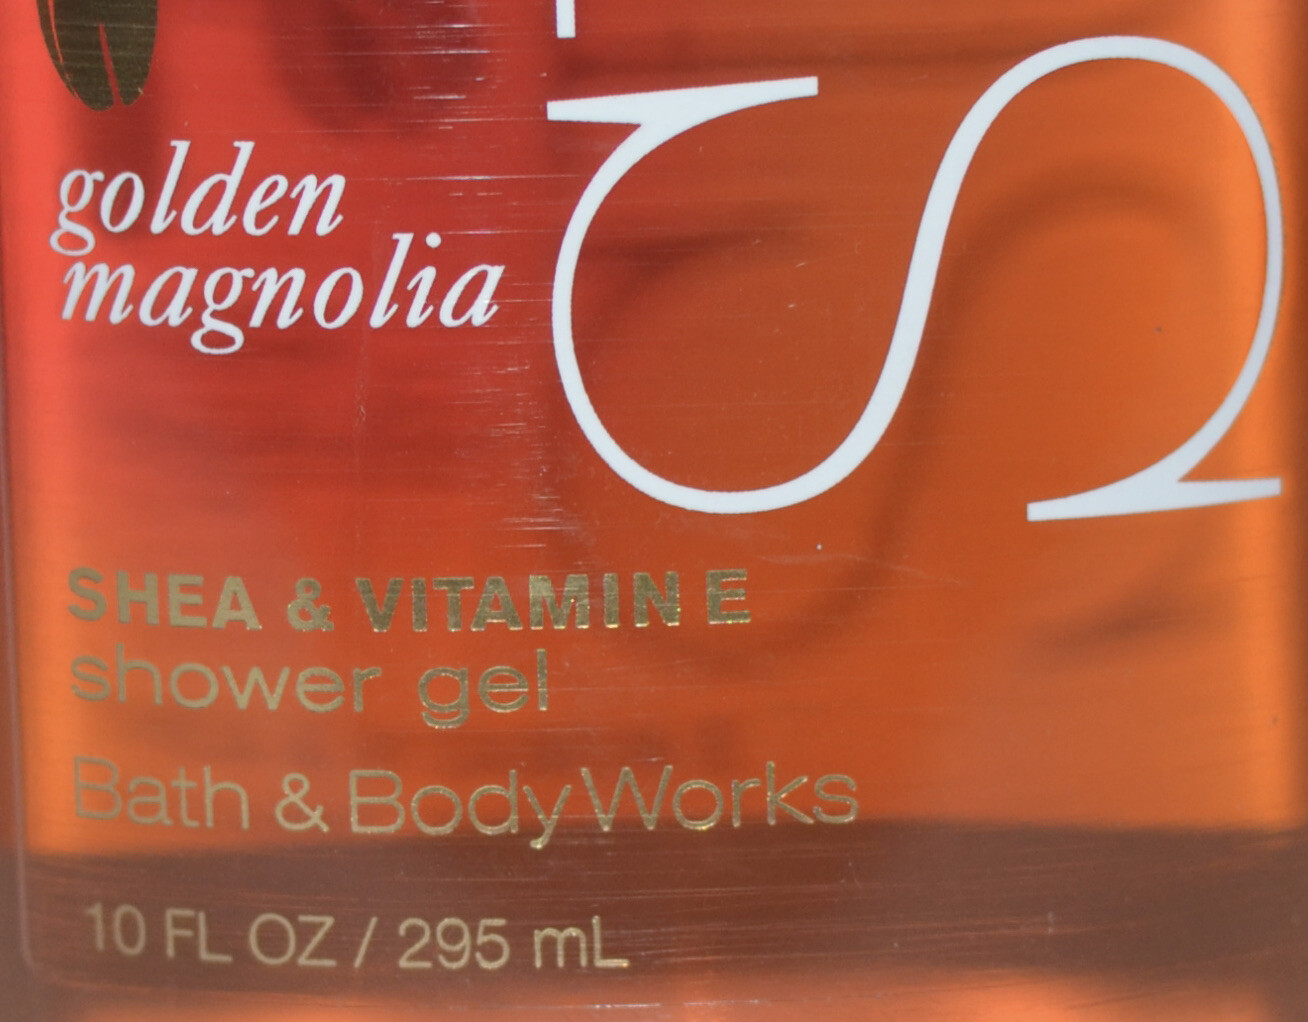 golden
magnolia
S
SHEA & VITAMIN E
shower gel
Bath & Body Works
10 FL OZ / 295 mL